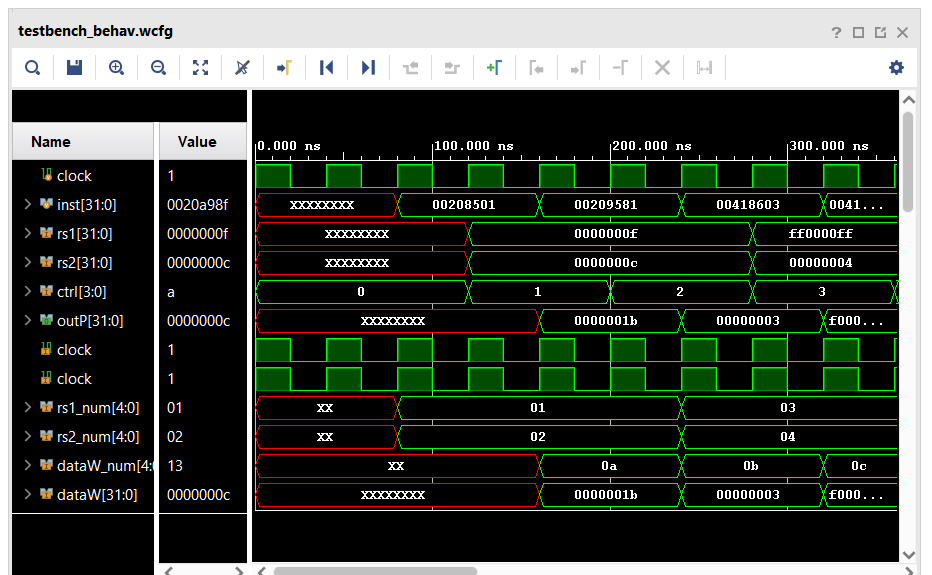 testbench_behav.wcfg
Name Value 0.000 ns 100.000 ns 200.000 ns 300.000 ns
clock 1
inst[31:0] 0020a98f XXXXXXXX 00208501 00209581 00418603 0041...
rs1[31:0] 0000000f XXXXXXXX 0000000f ff0000ff
rs2[31:0] 0000000c XXXXXXXX 0000000c 00000004
ctrl[3:0] a 0 1 2 3
outP[31:0] 0000000c XXXXXXXX 0000001b 00000003 f000...
clock 1
clock 1
rs1_num[4:0] 01 XX 01 03
rs2_num[4:0] 02 XX 02 04
dataW_num[4: 13 XX 0a 0b 0c
dataW[31:0] 0000000c XXXXXXXX 0000001b 00000003 f000...